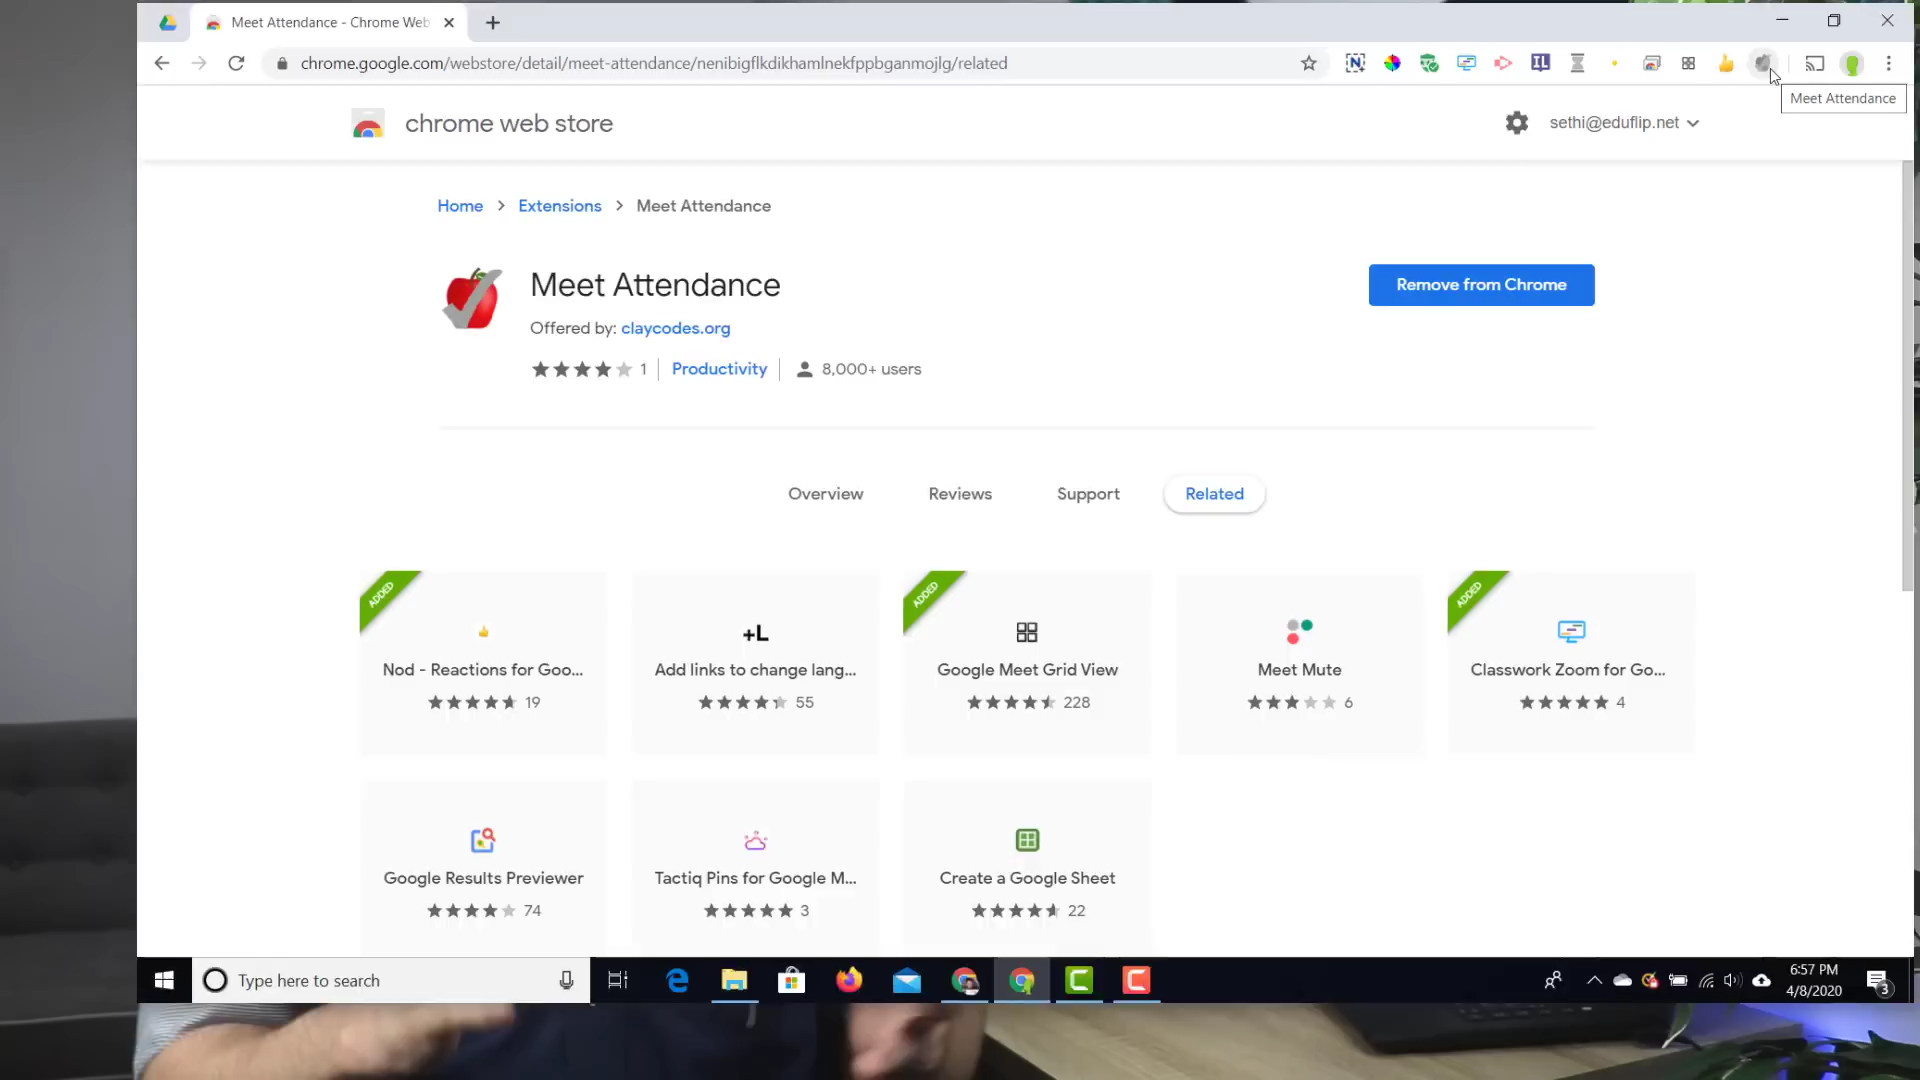 Meet Attendance - Chrome Web
chrome.google.com/webstore/detail/meet-attendance/nenibigflkdikhamlnekfppbganmojlg/related
N
IL
Meet Attendance
chrome web store
sethi@eduflip.net
Home > Extensions > Meet Attendance
Meet Attendance
Remove from Chrome
Offered by: claycodes.org
1 | Productivity | 8,000+ users
Overview Reviews Support Related
ADDED ADDED ADDED
+L
Nod - Reactions for Goo... Add links to change lang... Google Meet Grid View Meet Mute Classwork Zoom for Go...
19 55 228 6 4
Google Results Previewer Tactiq Pins for Google M... Create a Google Sheet
74 3 22
Type here to search
6:57 PM
4/8/2020
3